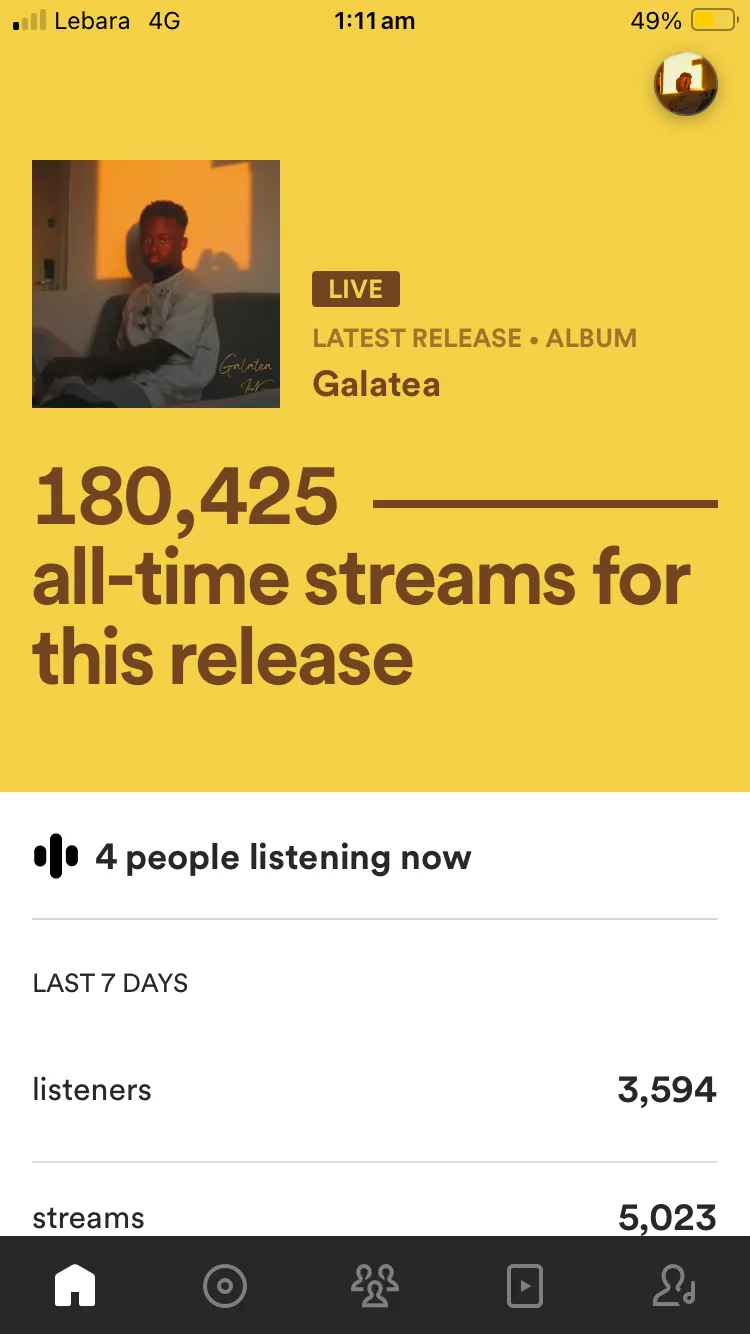 Lebara 4G 1:11 am 49%
LIVE
LATEST RELEASE • ALBUM
Galatea
Galatea
180,425
all-time streams for
this release
4 people listening now
LAST 7 DAYS
listeners 3,594
streams 5,023